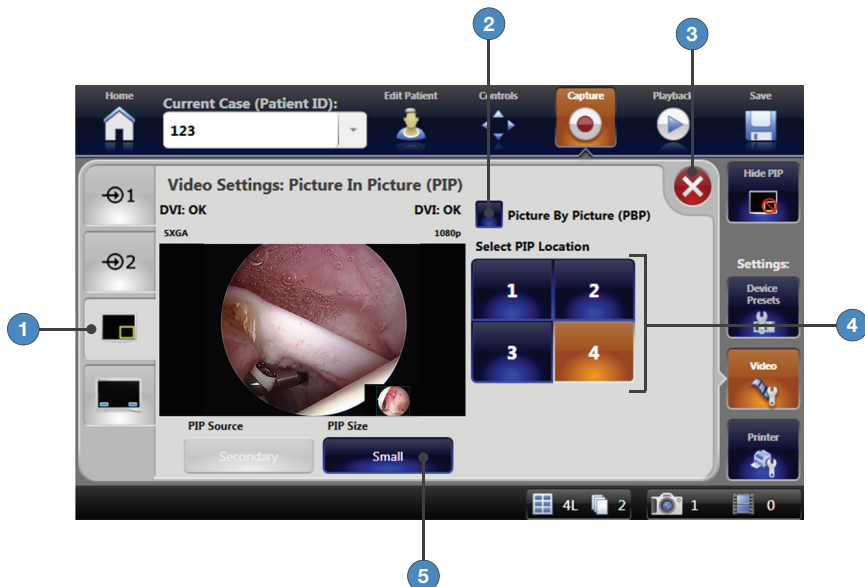 2
3
Home
Current Case (Patient ID):
123
Edit Patient
Controls
Capture
Playback
Save
1
Video Settings: Picture In Picture (PIP)
DVI: OK
DVI: OK
SXGA
1080p
Picture By Picture (PBP)
Hide PIP
2
Select PIP Location
1
2
3
4
Settings:
Device
Presets
1
4
Video
PIP Source
Secondary
PIP Size
Small
Printer
4L
2
1
0
5